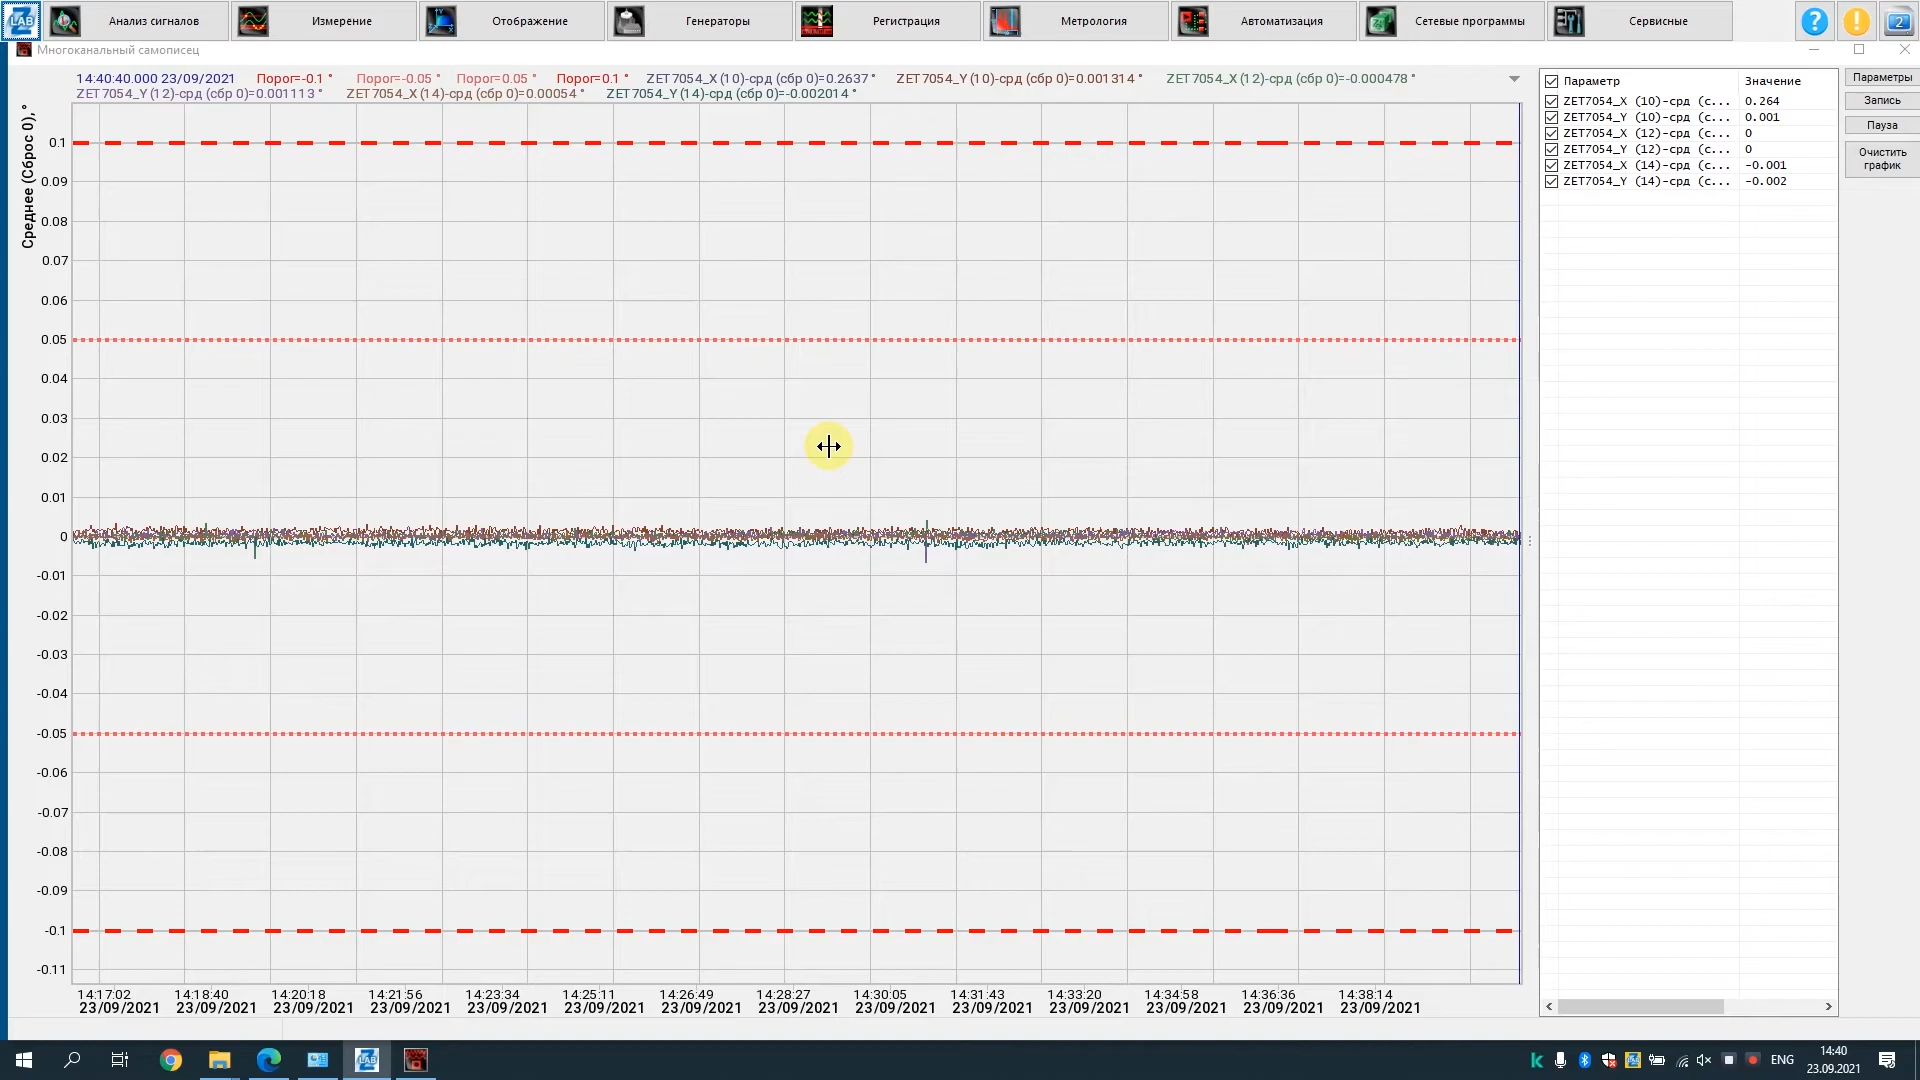 ZLAB Анализ сигналов Измерение Отображение Генераторы Регистрация Метрология Автоматизация Сетевые программы Сервисные ? ! 2
Многоканальный самописец
14:40:40.000 23/09/2021 Порог=-0.1 ° Порог=-0.05 ° Порог=0.05 ° Порог=0.1 ° ZET7054_X (10)-срд (сбр 0)=0.2637 ° ZET7054_Y (10)-срд (сбр 0)=0.001314 ° ZET7054_X (12)-срд (сбр 0)=-0.000478 °
ZET7054_Y (12)-срд (сбр 0)=0.001113 ° ZET7054_X (14)-срд (сбр 0)=0.00054 ° ZET7054_Y (14)-срд (сбр 0)=-0.002014 °
Среднее (Сброс 0), °
0.1
0.09
0.08
0.07
0.06
0.05
0.04
0.03
0.02
0.01
0
-0.01
-0.02
-0.03
-0.04
-0.05
-0.06
-0.07
-0.08
-0.09
-0.1
-0.11
14:17:02 14:18:40 14:20:18 14:21:56 14:23:34 14:25:11 14:26:49 14:28:27 14:30:05 14:31:43 14:33:20 14:34:58 14:36:36 14:38:14
23/09/2021 23/09/2021 23/09/2021 23/09/2021 23/09/2021 23/09/2021 23/09/2021 23/09/2021 23/09/2021 23/09/2021 23/09/2021 23/09/2021 23/09/2021 23/09/2021
Параметр Значение
ZET7054_X (10)-срд (с... 0.264
ZET7054_Y (10)-срд (с... 0.001
ZET7054_X (12)-срд (с... 0
ZET7054_Y (12)-срд (с... 0
ZET7054_X (14)-срд (с... -0.001
ZET7054_Y (14)-срд (с... -0.002
Параметры
Запись
Пауза
Очистить
график
ENG
14:40
23.09.2021